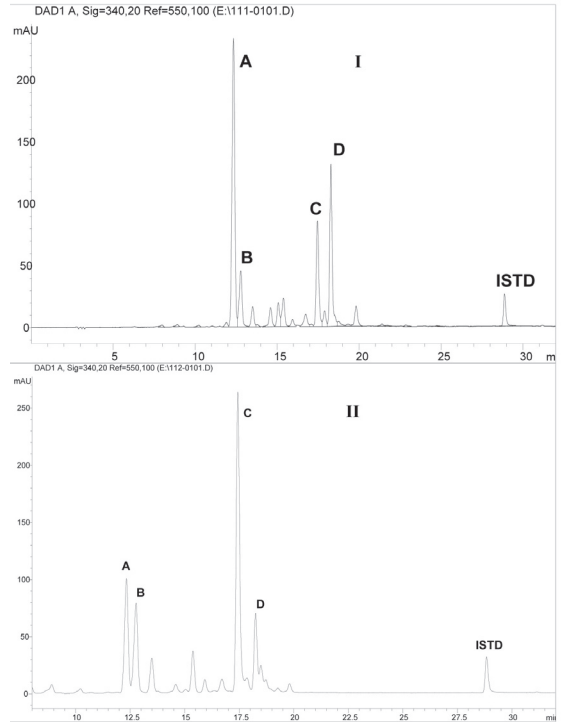 DAD1 A, Sig=340,20 Ref=550,100 (E:\111-0101.D)
mAU
A
I
200
150
D
C
100
B
50
ISTD
0
5 10 15 20 25 30 m
DAD1 A, Sig=340,20 Ref=550,100 (E:\112-0101.D)
mAU
C
II
250
200
150
A
100
B
D
50
ISTD
0
10 12.5 15 17.5 20 22.5 25 27.5 30 mi